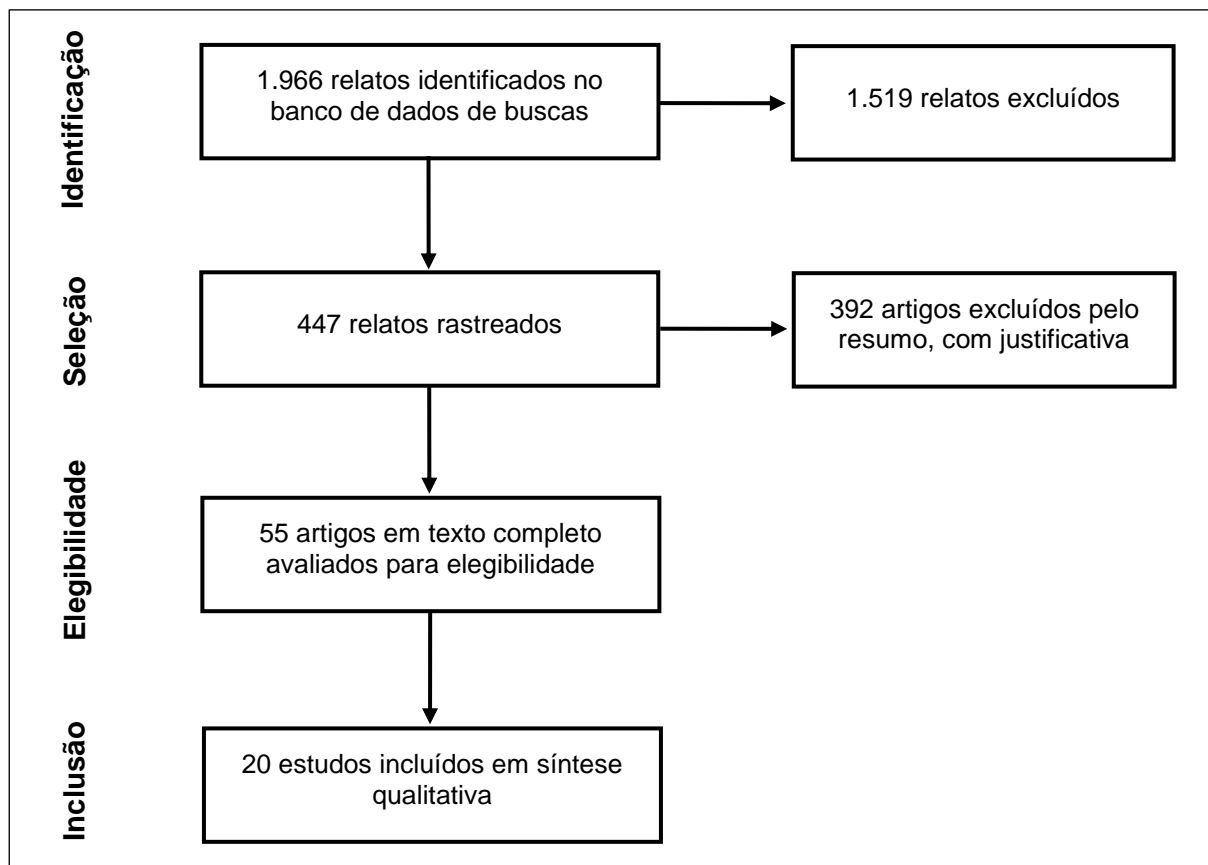 Identificação
1.966 relatos identificados no
banco de dados de buscas
1.519 relatos excluídos
Seleção
447 relatos rastreados
392 artigos excluídos pelo
resumo, com justificativa
Elegibilidade
55 artigos em texto completo
avaliados para elegibilidade
Inclusão
20 estudos incluídos em síntese
qualitativa